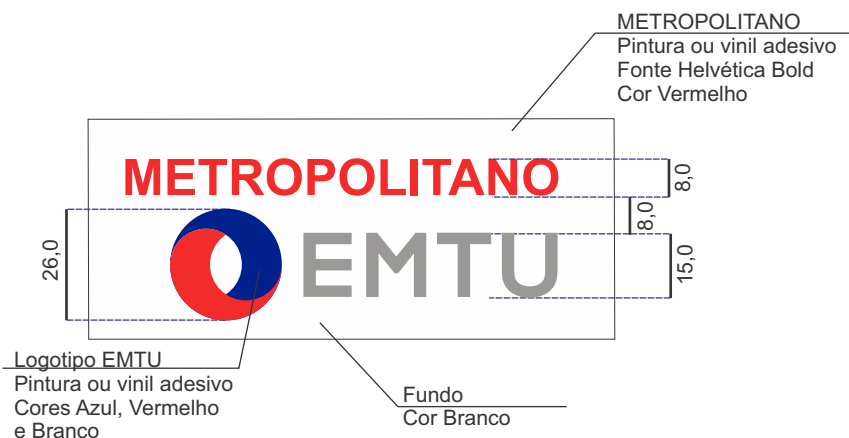 METROPOLITANO
Pintura ou vinil adesivo
Fonte Helvética Bold
Cor Vermelho
METROPOLITANO
8,0
8,0
26,0
EMTU
15,0
Logotipo EMTU
Pintura ou vinil adesivo
Cores Azul, Vermelho
e Branco
Fundo
Cor Branco